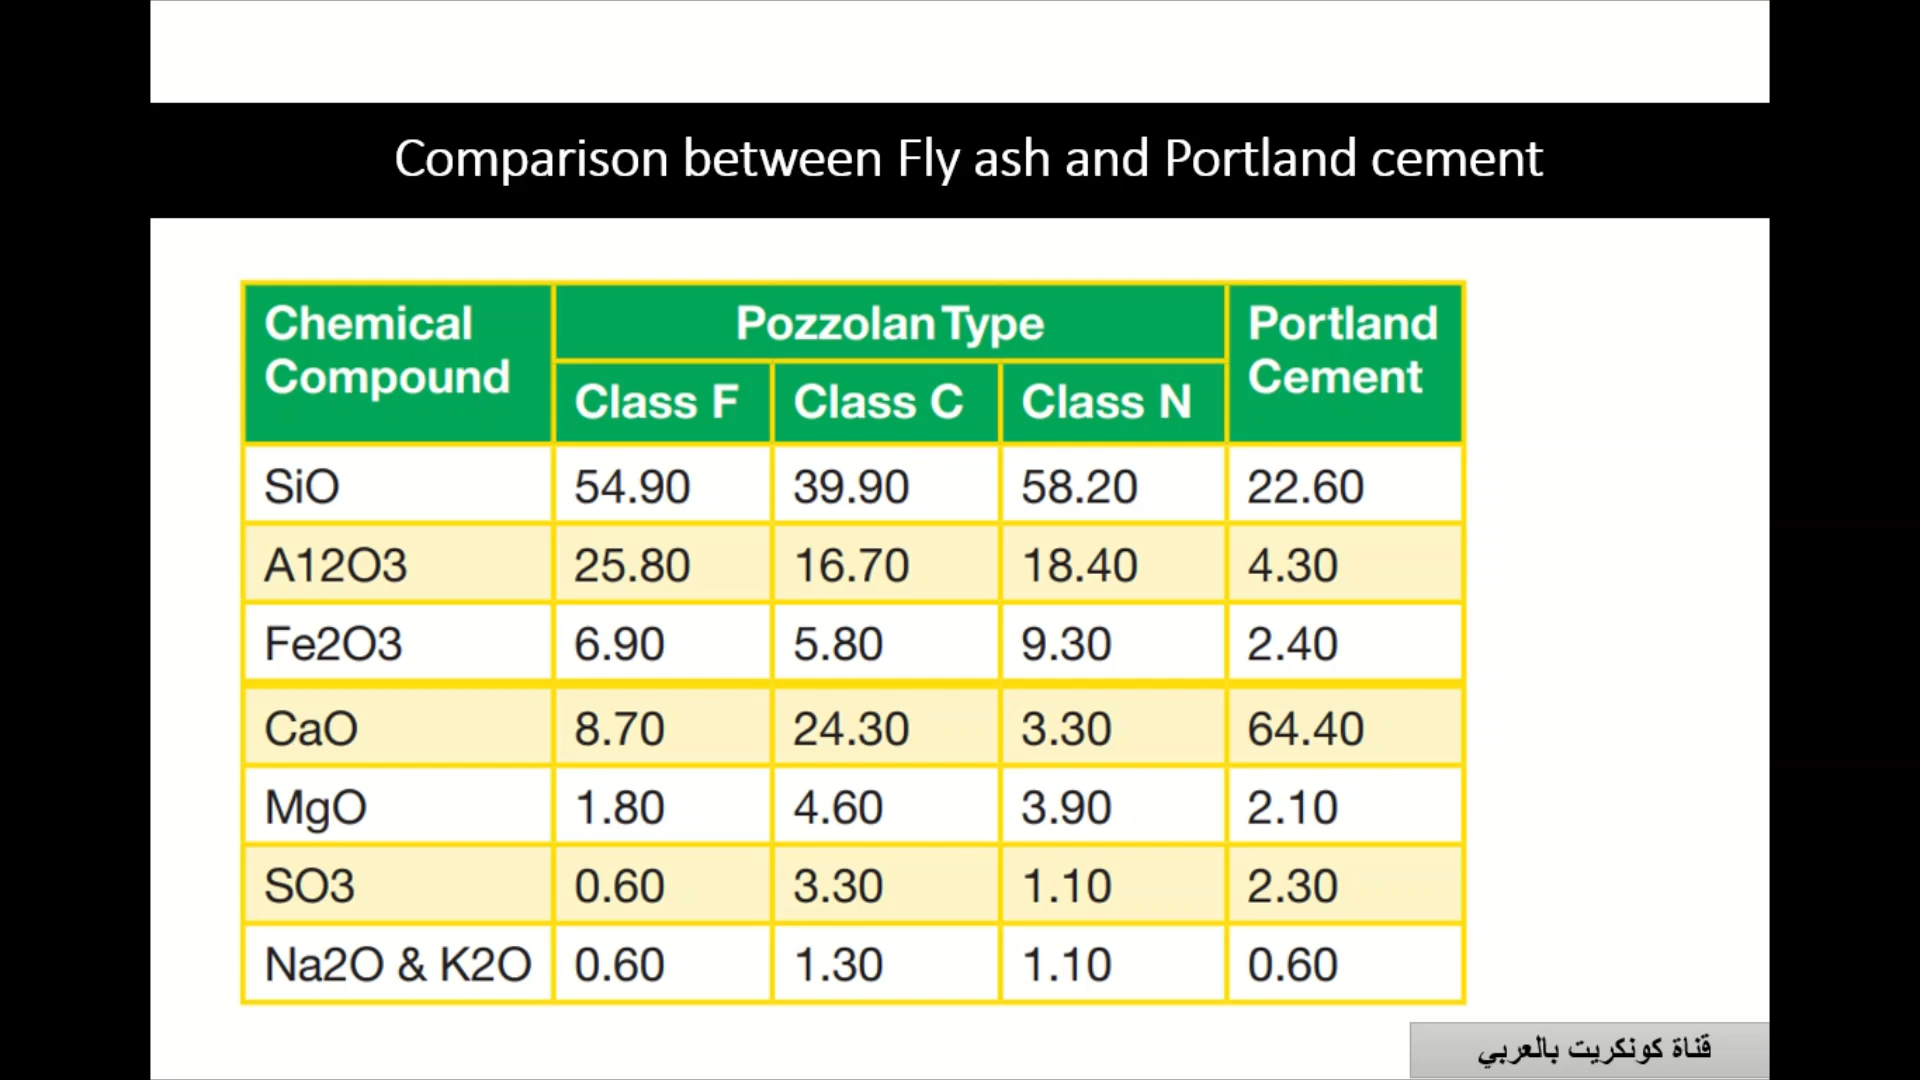 Comparison between Fly ash and Portland cement
Chemical Compound Pozzolan Type Portland Cement
Class F Class C Class N
SiO 54.90 39.90 58.20 22.60
A12O3 25.80 16.70 18.40 4.30
Fe2O3 6.90 5.80 9.30 2.40
CaO 8.70 24.30 3.30 64.40
MgO 1.80 4.60 3.90 2.10
SO3 0.60 3.30 1.10 2.30
Na2O & K2O 0.60 1.30 1.10 0.60
قناة كونكريت بالعربي